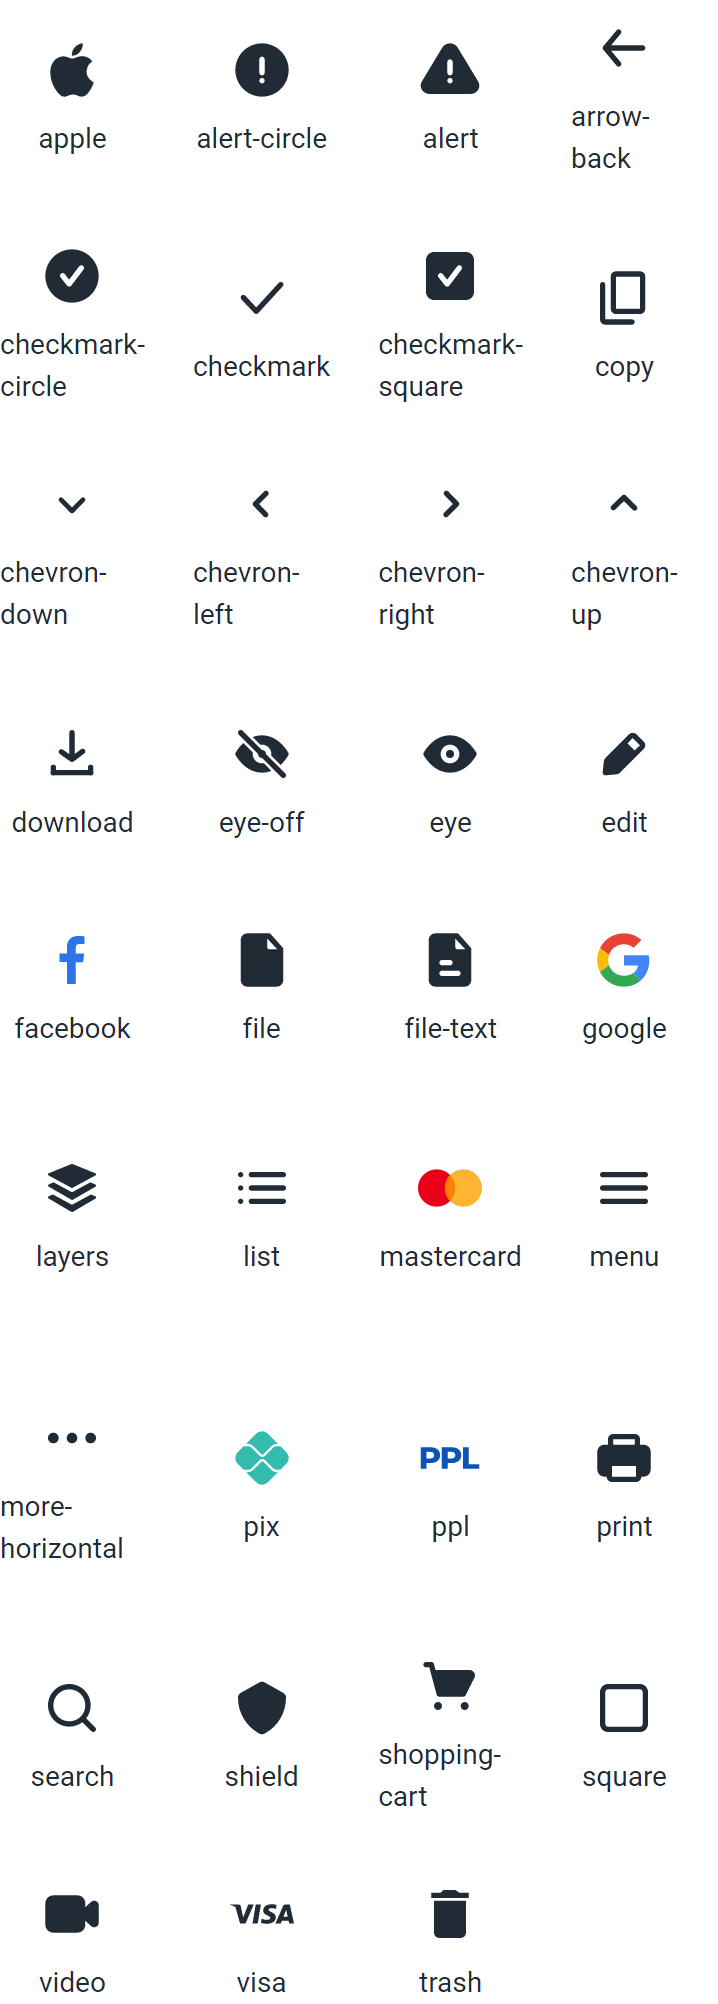 apple
alert-circle
alert
arrow-
back
checkmark-
circle
checkmark
checkmark-
square
copy
chevron-
down
chevron-
left
chevron-
right
chevron-
up
download
eye-off
eye
edit
facebook
file
file-text
google
layers
list
mastercard
menu
more-
horizontal
pix
PPL
ppl
print
search
shield
shopping-
cart
square
video
VISA
visa
trash